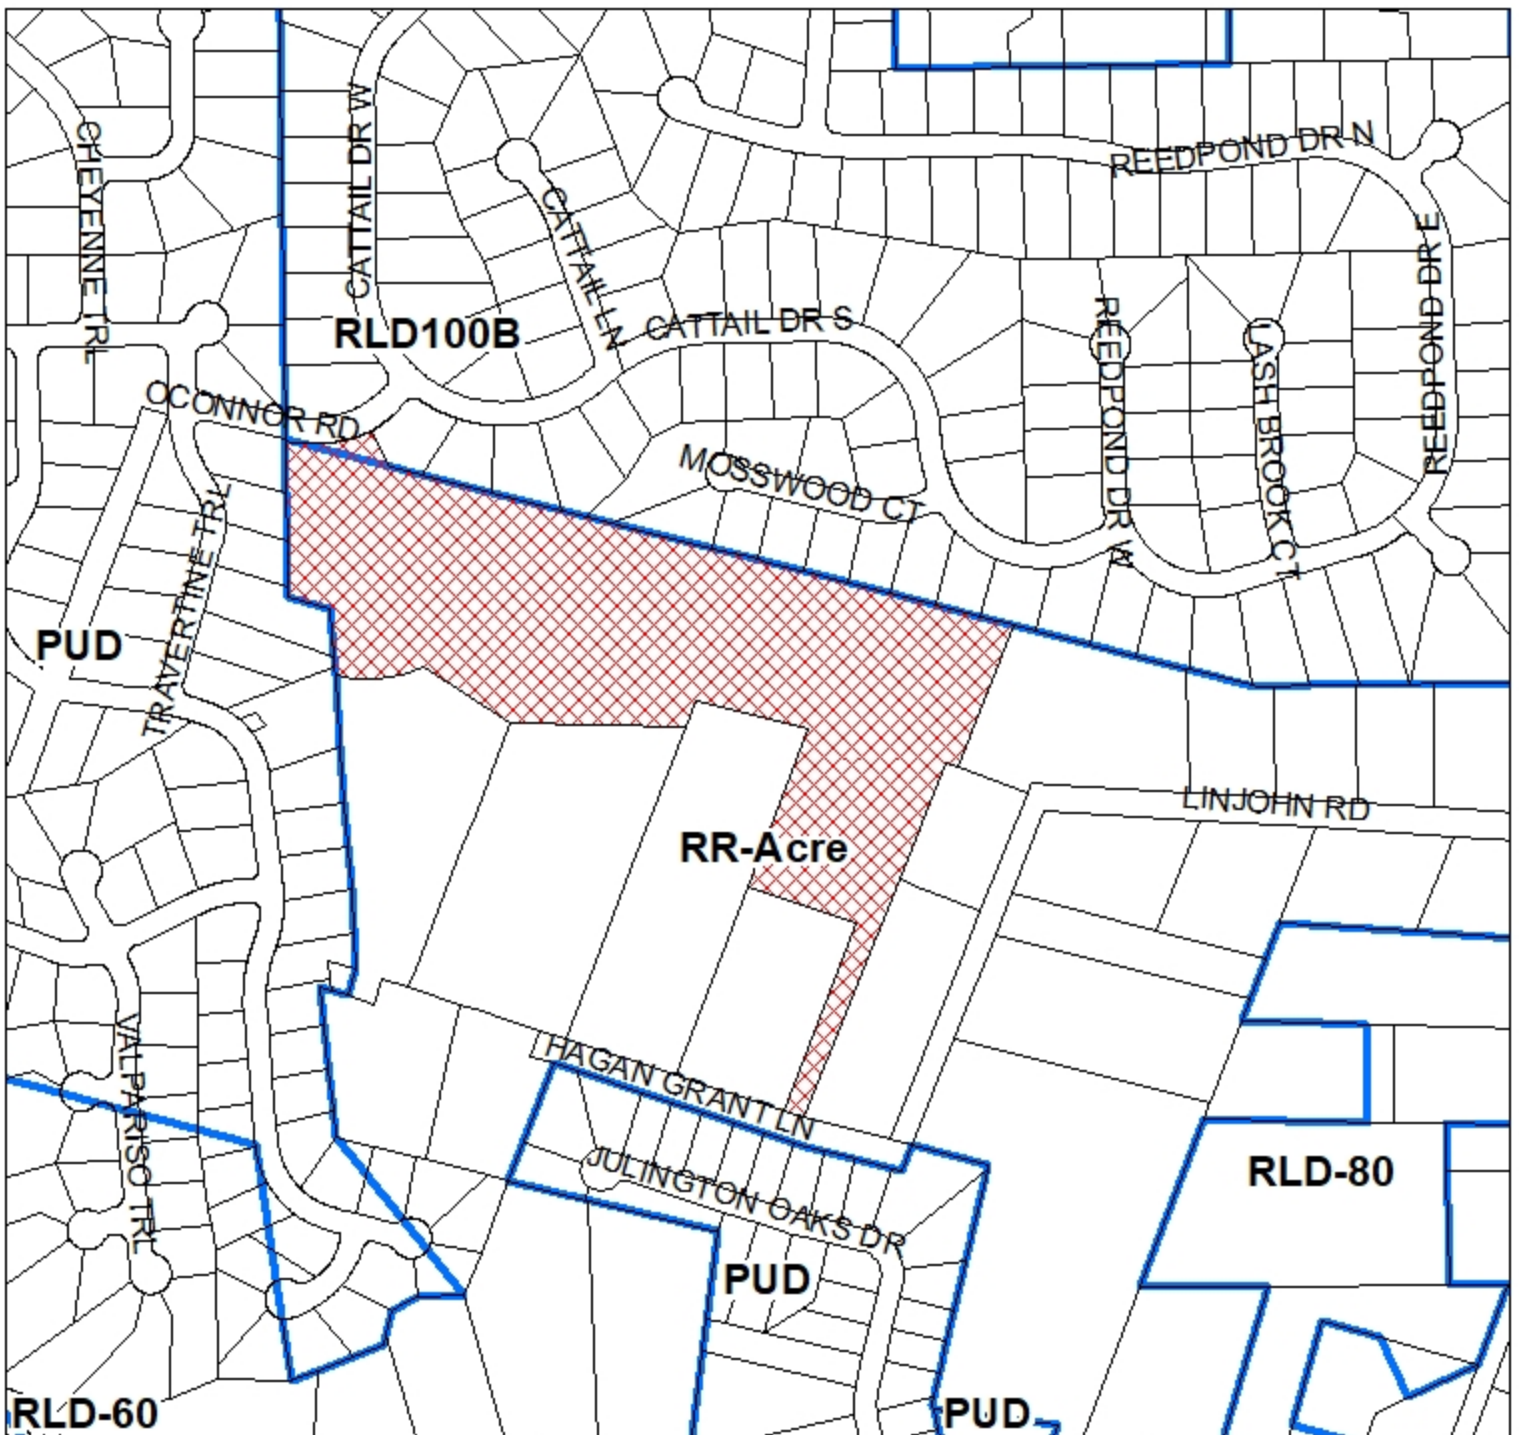 REEDPOND DR N
CHEYENNE TRL
CATTAIL DR W
CATTAIL LN
REEDPOND DR E
RLD100B
CATTAIL DR S
REEDPOND DR W
LASHBROOK CT
OCONNOR RD
MOSSWOOD CT
TRAVERTINE TRL
PUD
LINJOHN RD
RR-Acre
HAGAN GRANT LN
VALPARISO TRL
JULINGTON OAKS DR
RLD-80
PUD
RLD-60
PUD